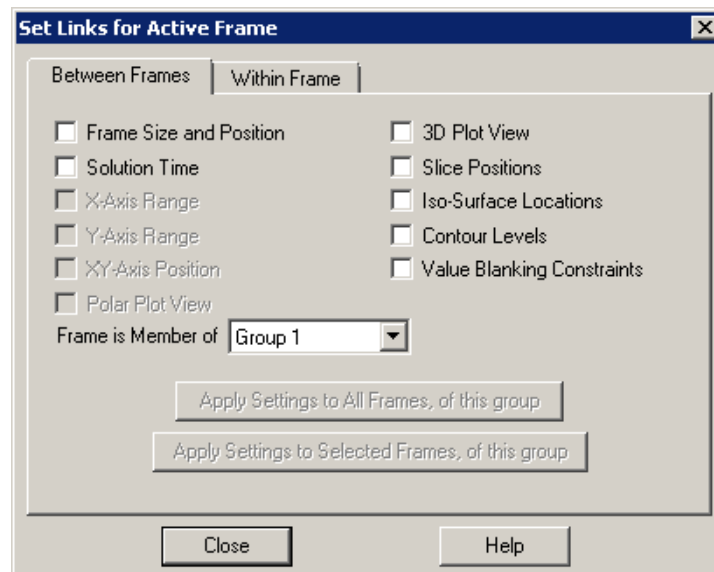 Set Links for Active Frame
Between Frames
Within Frame
Frame Size and Position
3D Plot View
Solution Time
Slice Positions
X-Axis Range
Iso-Surface Locations
Y-Axis Range
Contour Levels
XY-Axis Position
Value Blanking Constraints
Polar Plot View
Frame is Member of Group 1
Apply Settings to All Frames, of this group
Apply Settings to Selected Frames, of this group
Close
Help